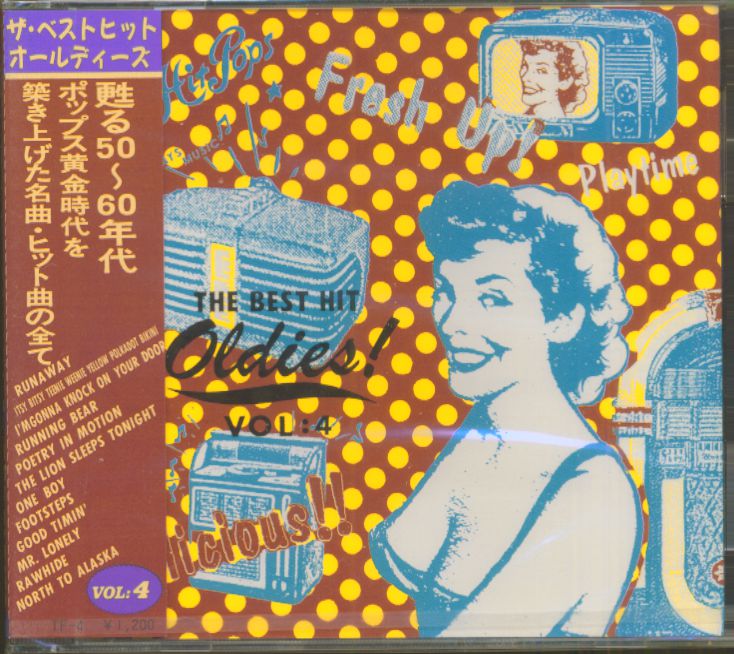 ザ・ベストヒット
オールディーズ
甦る50〜60年代
ポップス黄金時代を
築き上げた名曲・ヒット曲の全て
RUNAWAY
ITSY BITSY TEENIE WEENIE YELLOW POLKADOT BIKINI
I'MGONNA KNOCK ON YOUR DOOR
RUNNING BEAR
POETRY IN MOTION
THE LION SLEEPS TONIGHT
ONE BOY
FOOTSTEPS
GOOD TIMIN'
MR. LONELY
RAWHIDE
NORTH TO ALASKA
VOL: 4
¥1,200
Hit Pops
Fresh Up!
MUSIC
Playtime
THE BEST HIT
Oldies!
VOL:4
licious!!